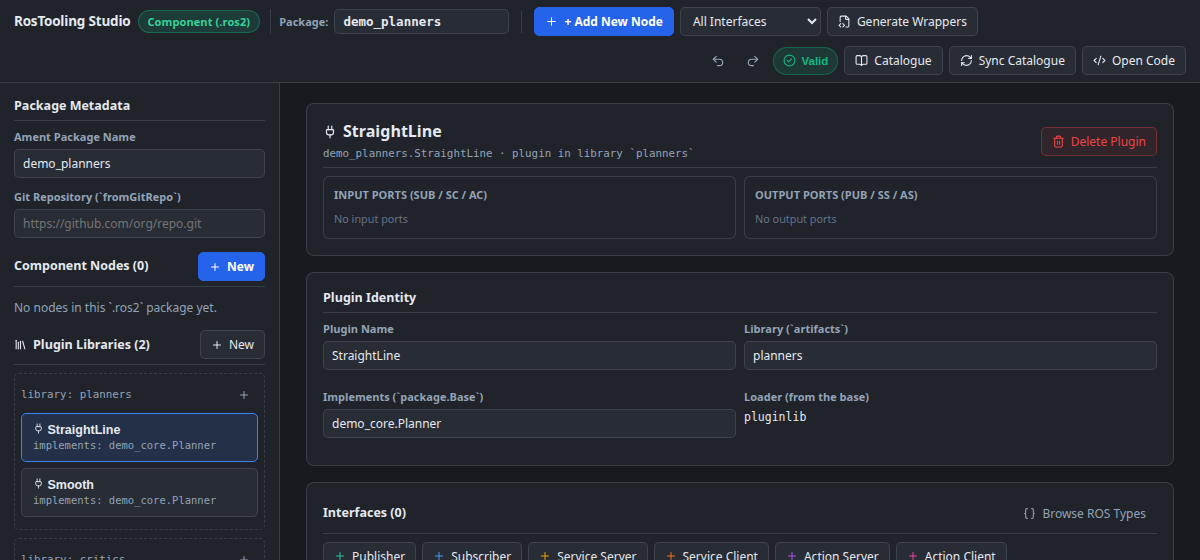 RosTooling Studio Component (.ros2) Package: demo_planners + Add New Node All Interfaces Generate Wrappers
Valid Catalogue Sync Catalogue Open Code
Package Metadata
Ament Package Name
demo_planners
Git Repository (`fromGitRepo`)
https://github.com/org/repo.git
Component Nodes (0) New
No nodes in this `.ros2` package yet.
Plugin Libraries (2) New
library: planners
StraightLine
implements: demo_core.Planner
Smooth
implements: demo_core.Planner
library: critics
StraightLine
demo_planners.StraightLine · plugin in library `planners`
Delete Plugin
INPUT PORTS (SUB / SC / AC)
No input ports
OUTPUT PORTS (PUB / SS / AS)
No output ports
Plugin Identity
Plugin Name
StraightLine
Library (`artifacts`)
planners
Implements (`package.Base`)
demo_core.Planner
Loader (from the base)
pluginlib
Interfaces (0) Browse ROS Types
Publisher Subscriber Service Server Service Client Action Server Action Client